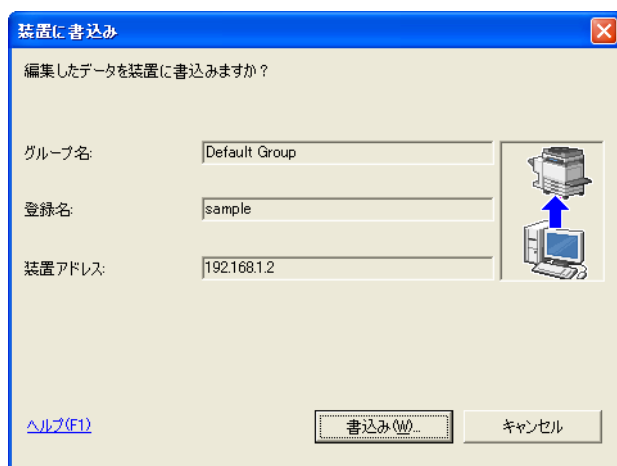 装置に書込み
編集したデータを装置に書込みますか？
グループ名: Default Group
登録名: sample
装置アドレス: 192.168.1.2
ヘルプ(F1) 書込み(W)... キャンセル